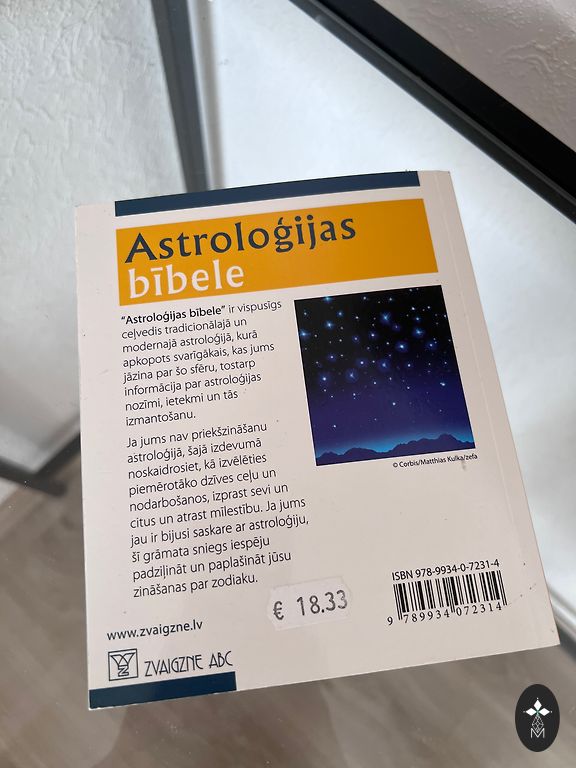 Astroloģijas
bībele
"Astroloģijas bībele" ir vispusīgs
ceļvedis tradicionālajā un
modernajā astroloģijā, kurā
apkopots svarīgākais, kas jums
jāzina par šo sfēru, tostarp
informācija par astroloģijas
nozīmi, ietekmi un tās
izmantošanu.
© Corbis/Matthias Kulka/zefa
Ja jums nav priekšzināšanu
astroloģijā, šajā izdevumā
noskaidrosiet, kā izvēlēties
piemērotāko dzīves ceļu un
nodarbošanos, izprast sevi un
citus un atrast mīlestību. Ja jums
jau ir bijusi saskare ar astroloģiju,
šī grāmata sniegs iespēju
padziļināt un paplašināt jūsu
zināšanas par zodiaku.
€ 18.33
ISBN 978-9934-0-7231-4
9 789934 072314
www.zvaigzne.lv
ZVAIGZNE ABC
M